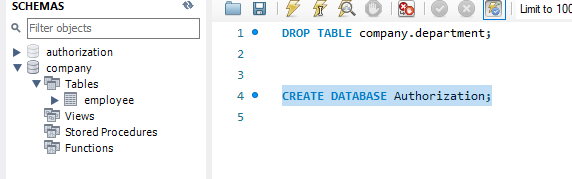 SCHEMAS
Filter objects
authorization
company
Tables
employee
Views
Stored Procedures
Functions
Limit to 100
1 DROP TABLE company.department;
2
3
4 CREATE DATABASE Authorization;
5